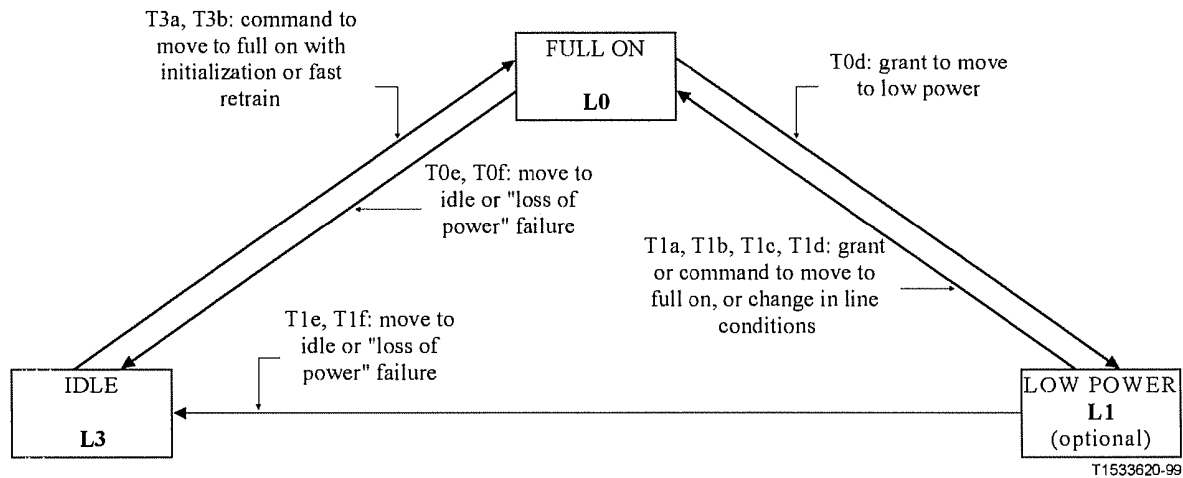 T3a, T3b: command to
move to full on with
initialization or fast
retrain
FULL ON
L0
T0d: grant to move
to low power
T0e, T0f: move to
idle or "loss of
power" failure
T1a, T1b, T1c, T1d: grant
or command to move to
full on, or change in line
conditions
T1e, T1f: move to
idle or "loss of
power" failure
IDLE
L3
LOW POWER
L1
(optional)
T1533620-99